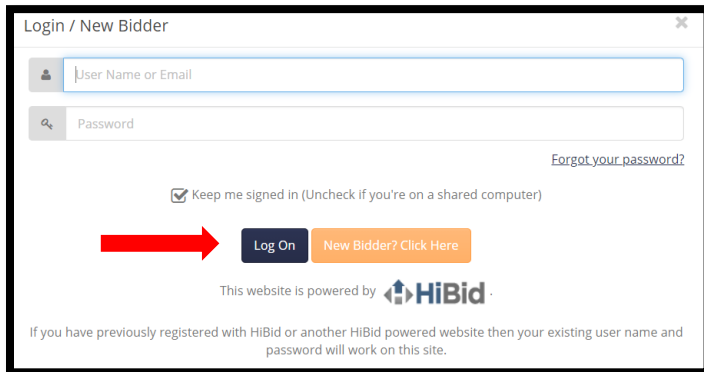 Login / New Bidder
User Name or Email
Password
Forgot your password?
Keep me signed in (Uncheck if you're on a shared computer)
Log On New Bidder? Click Here
This website is powered by HiBid .
If you have previously registered with HiBid or another HiBid powered website then your existing user name and
password will work on this site.